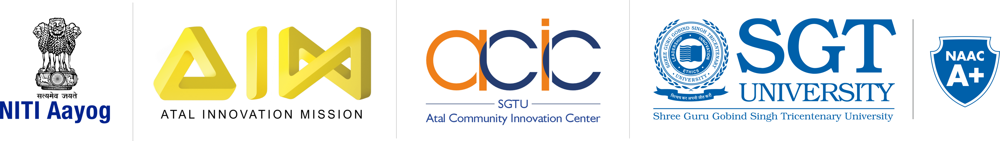 सत्यमेव जयते
NITI Aayog
AIM
ATAL INNOVATION MISSION
acic
SGTU
Atal Community Innovation Center
SHREE GURU GOBIND SINGH TRICENTENARY
• UNIVERSITY •
LEADERSHIP • INNOVATION
• ETHICS •
निश्चय कर अपनी जीत करौं
SGT
UNIVERSITY
Shree Guru Gobind Singh Tricentenary University
NAAC
A+